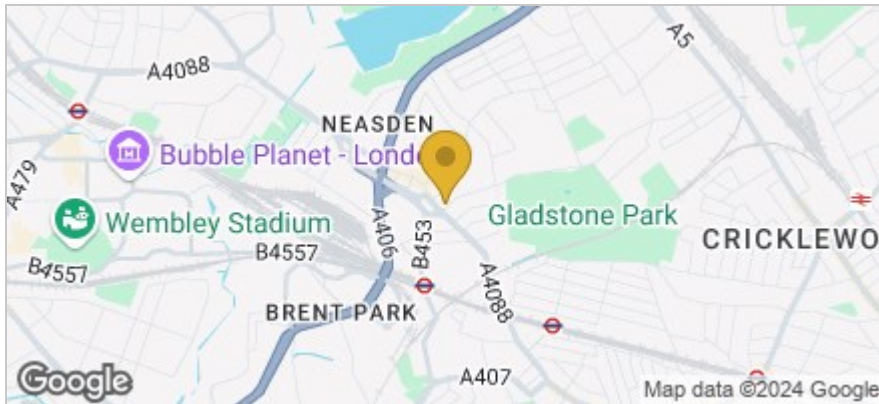 A4088
A5
NEASDEN
Bubble Planet - Londo
A479
Wembley Stadium
Gladstone Park
A406
B453
CRICKLEWO
B4557
B4557
A4088
BRENT PARK
A407
Google
Map data ©2024 Google